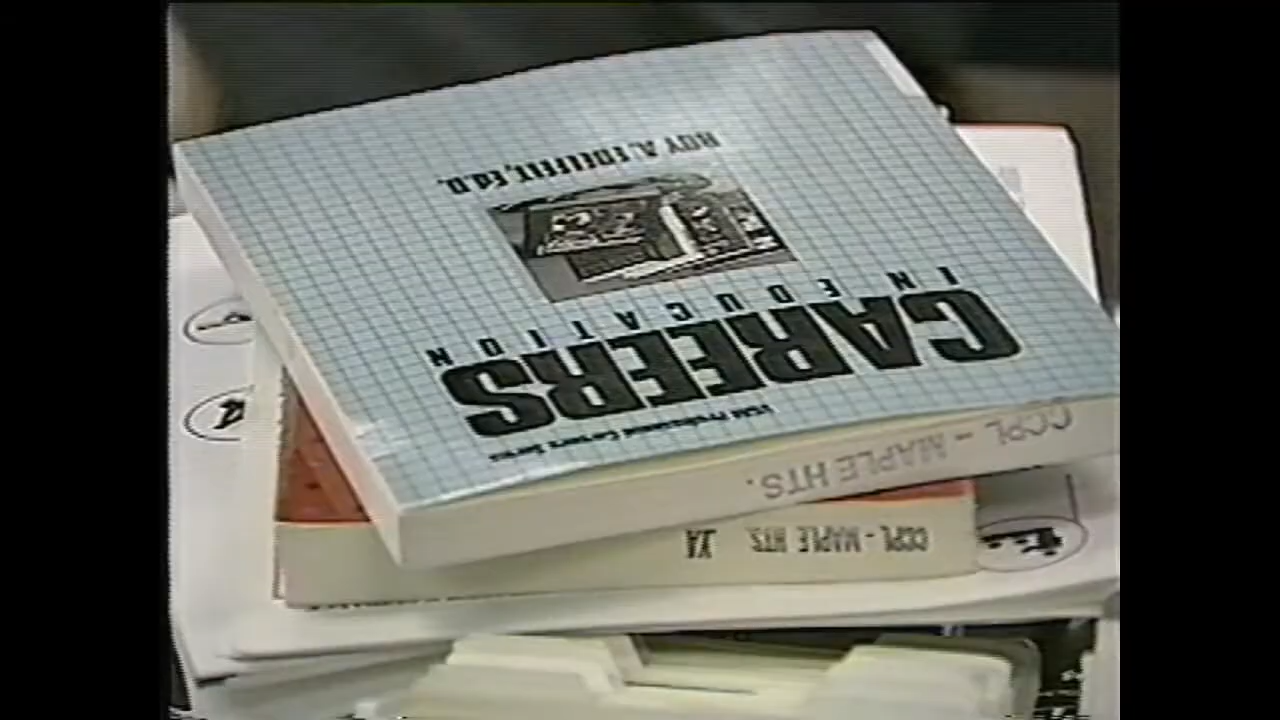 VGM Professional Careers Series
CAREERS
IN EDUCATION
ROY A. EDELFELT, Ed.D.
CCPL - MAPLE HTS.
CCPL - MAPLE HTS. YA